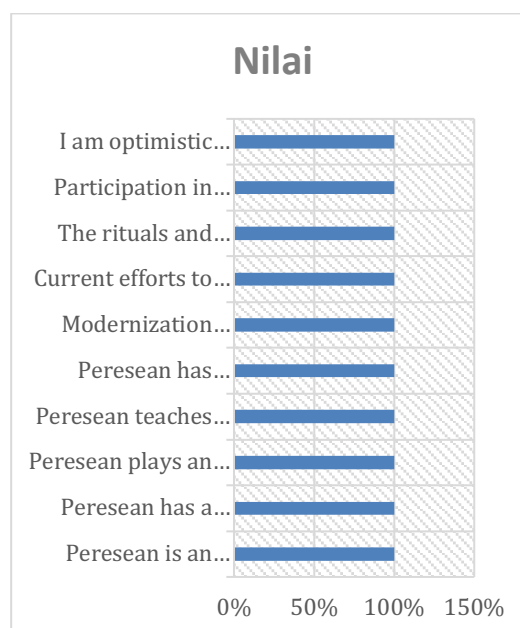 Nilai
I am optimistic...
Participation in...
The rituals and...
Current efforts to...
Modernization...
Peresean has...
Peresean teaches...
Peresean plays an...
Peresean has a...
Peresean is an...
0% 50% 100% 150%